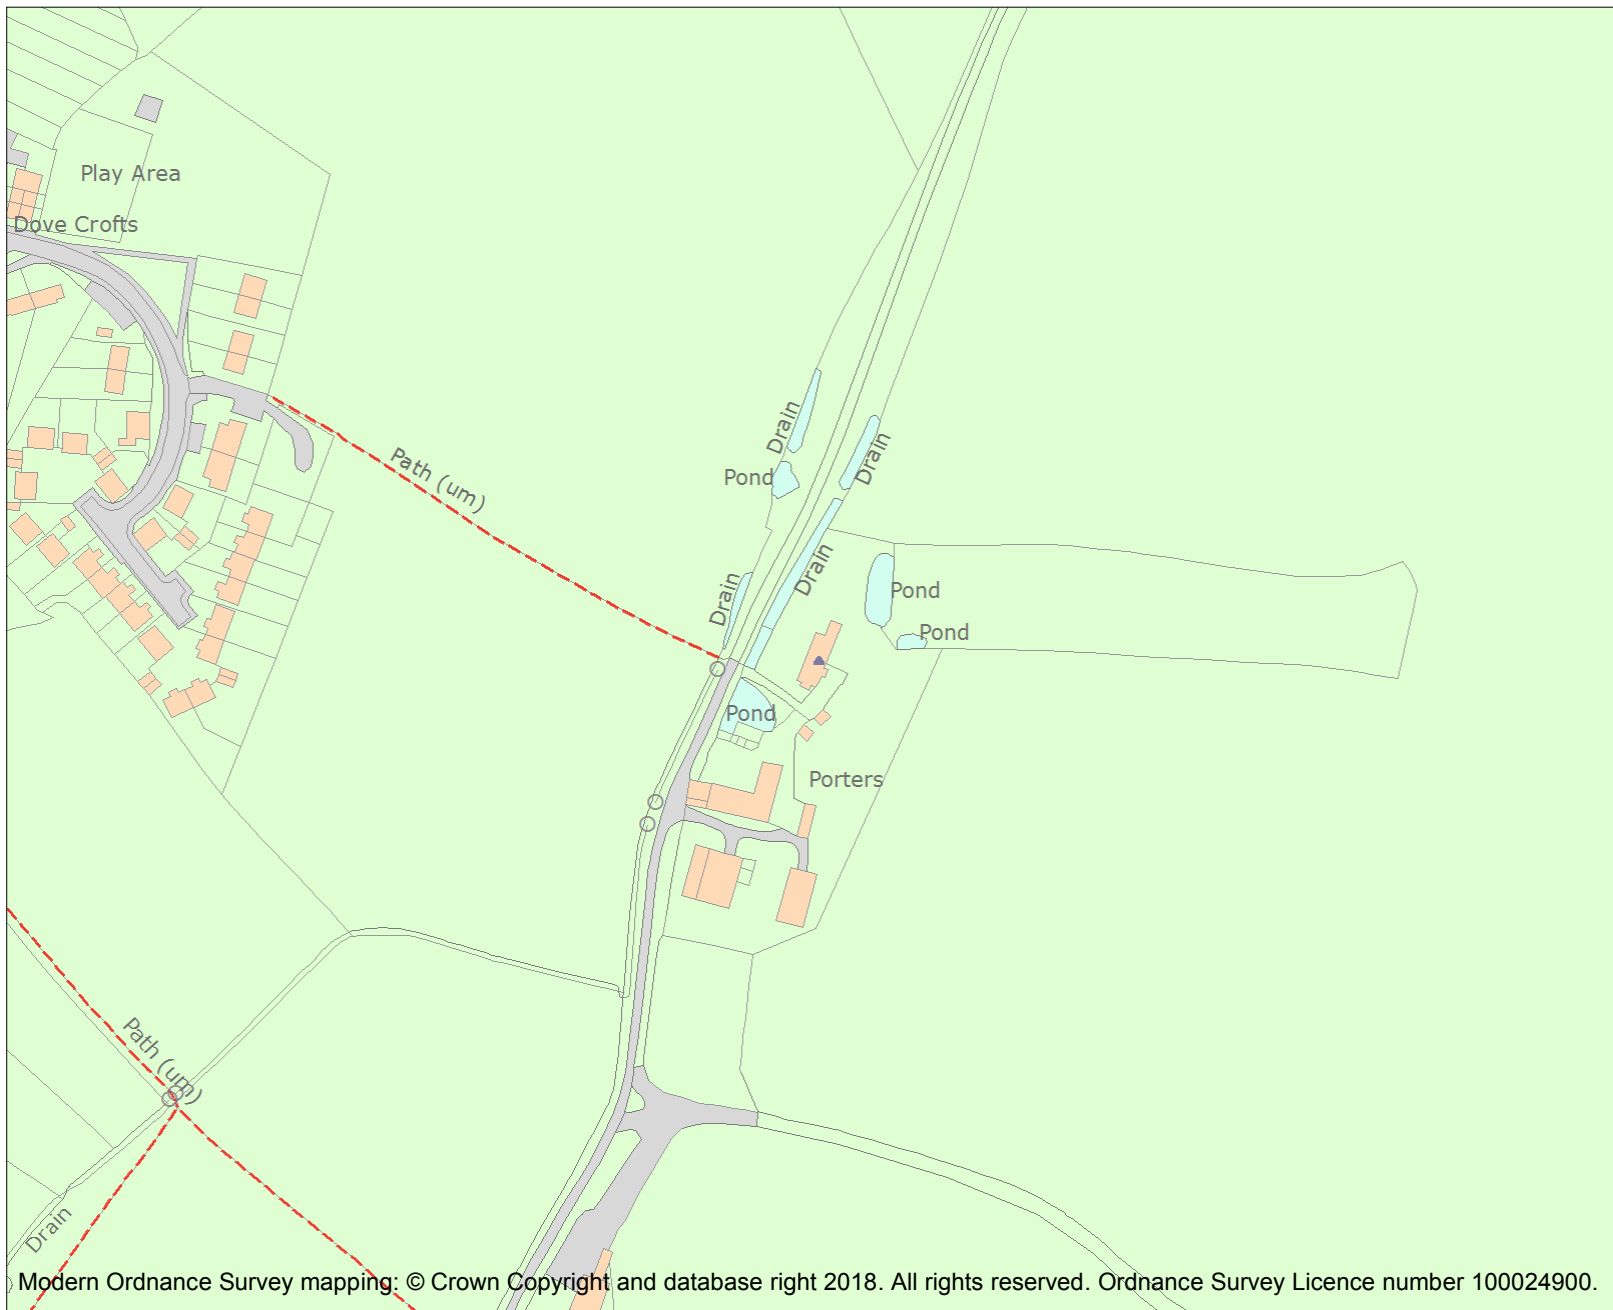 Play Area
Dove Crofts
Path (um)
Drain
Pond
Drain
Drain
Drain
Pond
Pond
Pond
Porters
Path (um)
Drain
Modern Ordnance Survey mapping: © Crown Copyright and database right 2018. All rights reserved. Ordnance Survey Licence number 100024900.